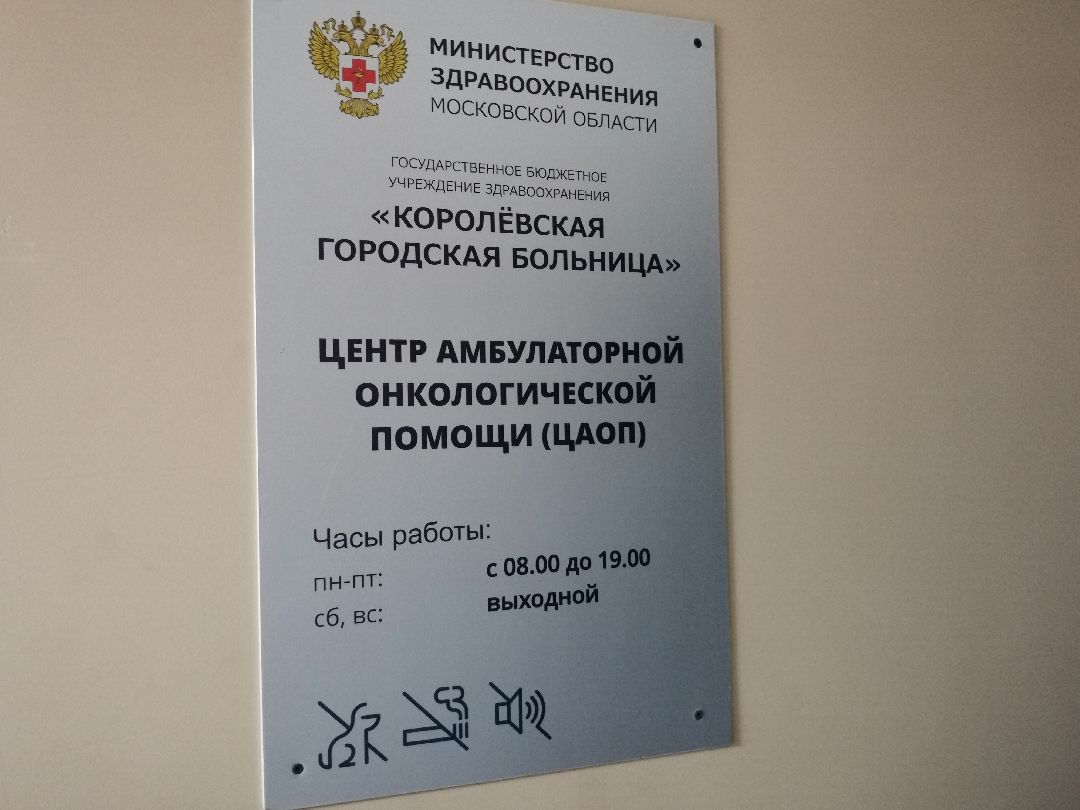 МИНИСТЕРСТВО
ЗДРАВООХРАНЕНИЯ
МОСКОВСКОЙ ОБЛАСТИ
ГОСУДАРСТВЕННОЕ БЮДЖЕТНОЕ
УЧРЕЖДЕНИЕ ЗДРАВООХРАНЕНИЯ
«КОРОЛЁВСКАЯ
ГОРОДСКАЯ БОЛЬНИЦА»
ЦЕНТР АМБУЛАТОРНОЙ
ОНКОЛОГИЧЕСКОЙ
ПОМОЩИ (ЦАОП)
Часы работы:
пн-пт: с 08.00 до 19.00
сб, вс: выходной